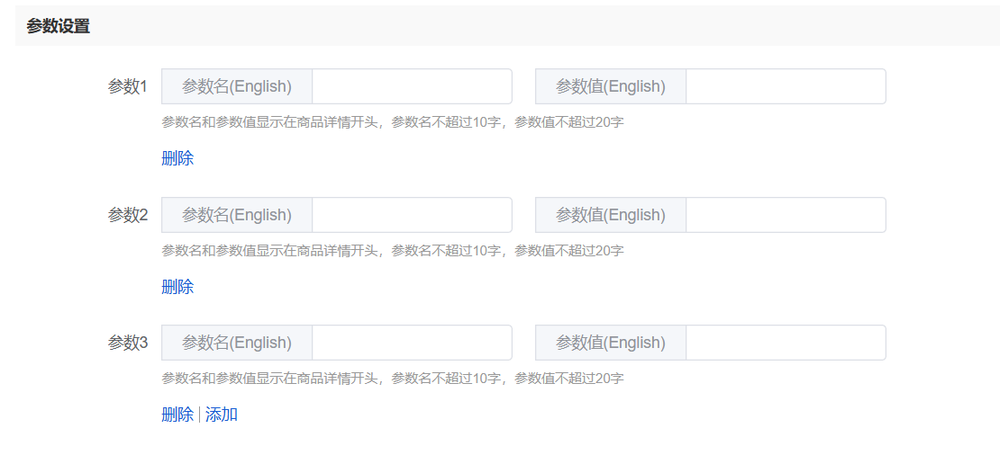 参数设置
参数1 参数名(English) 参数值(English)
参数名和参数值显示在商品详情开头，参数名不超过10字，参数值不超过20字
删除
参数2 参数名(English) 参数值(English)
参数名和参数值显示在商品详情开头，参数名不超过10字，参数值不超过20字
删除
参数3 参数名(English) 参数值(English)
参数名和参数值显示在商品详情开头，参数名不超过10字，参数值不超过20字
删除 | 添加